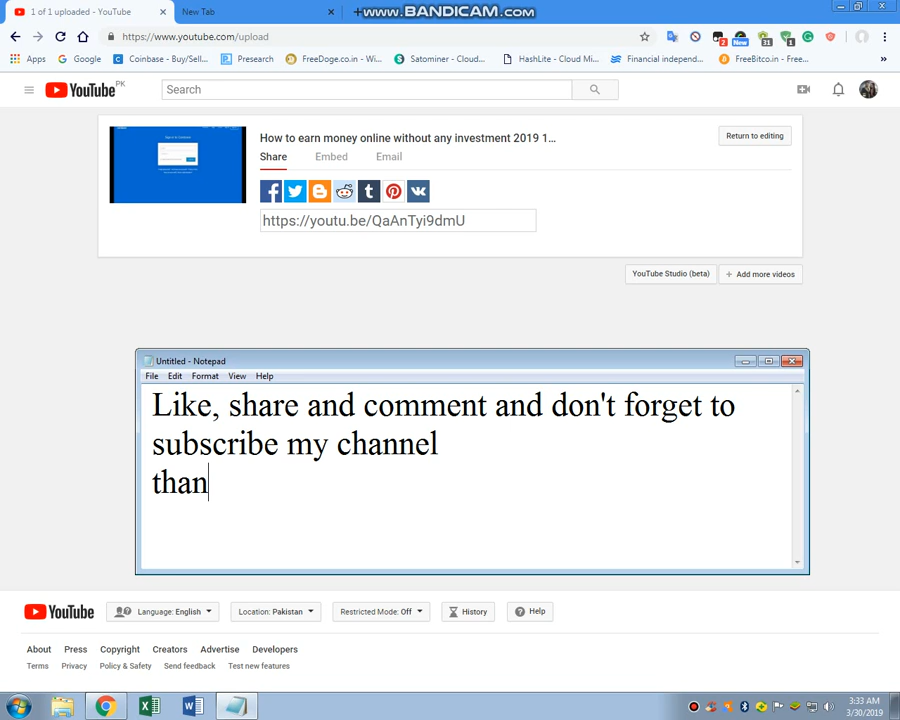 1 of 1 uploaded - YouTube
New Tab
www.BANDICAM.com
https://www.youtube.com/upload
Apps
Google
Coinbase - Buy/Sell...
Presearch
FreeDoge.co.in - Wi...
Satominer - Cloud...
HashLite - Cloud Mi...
Financial independ...
FreeBitco.in - Free...
»
YouTube PK
Search
How to earn money online without any investment 2019 1...
Return to editing
Share
Embed
Email
https://youtu.be/QaAnTyi9dmU
YouTube Studio (beta)
+ Add more videos
Untitled - Notepad
File
Edit
Format
View
Help
Like, share and comment and don't forget to
subscribe my channel
than
YouTube
Language: English
Location: Pakistan
Restricted Mode: Off
History
Help
About
Press
Copyright
Creators
Advertise
Developers
Terms
Privacy
Policy & Safety
Send feedback
Test new features
3:33 AM
3/30/2019